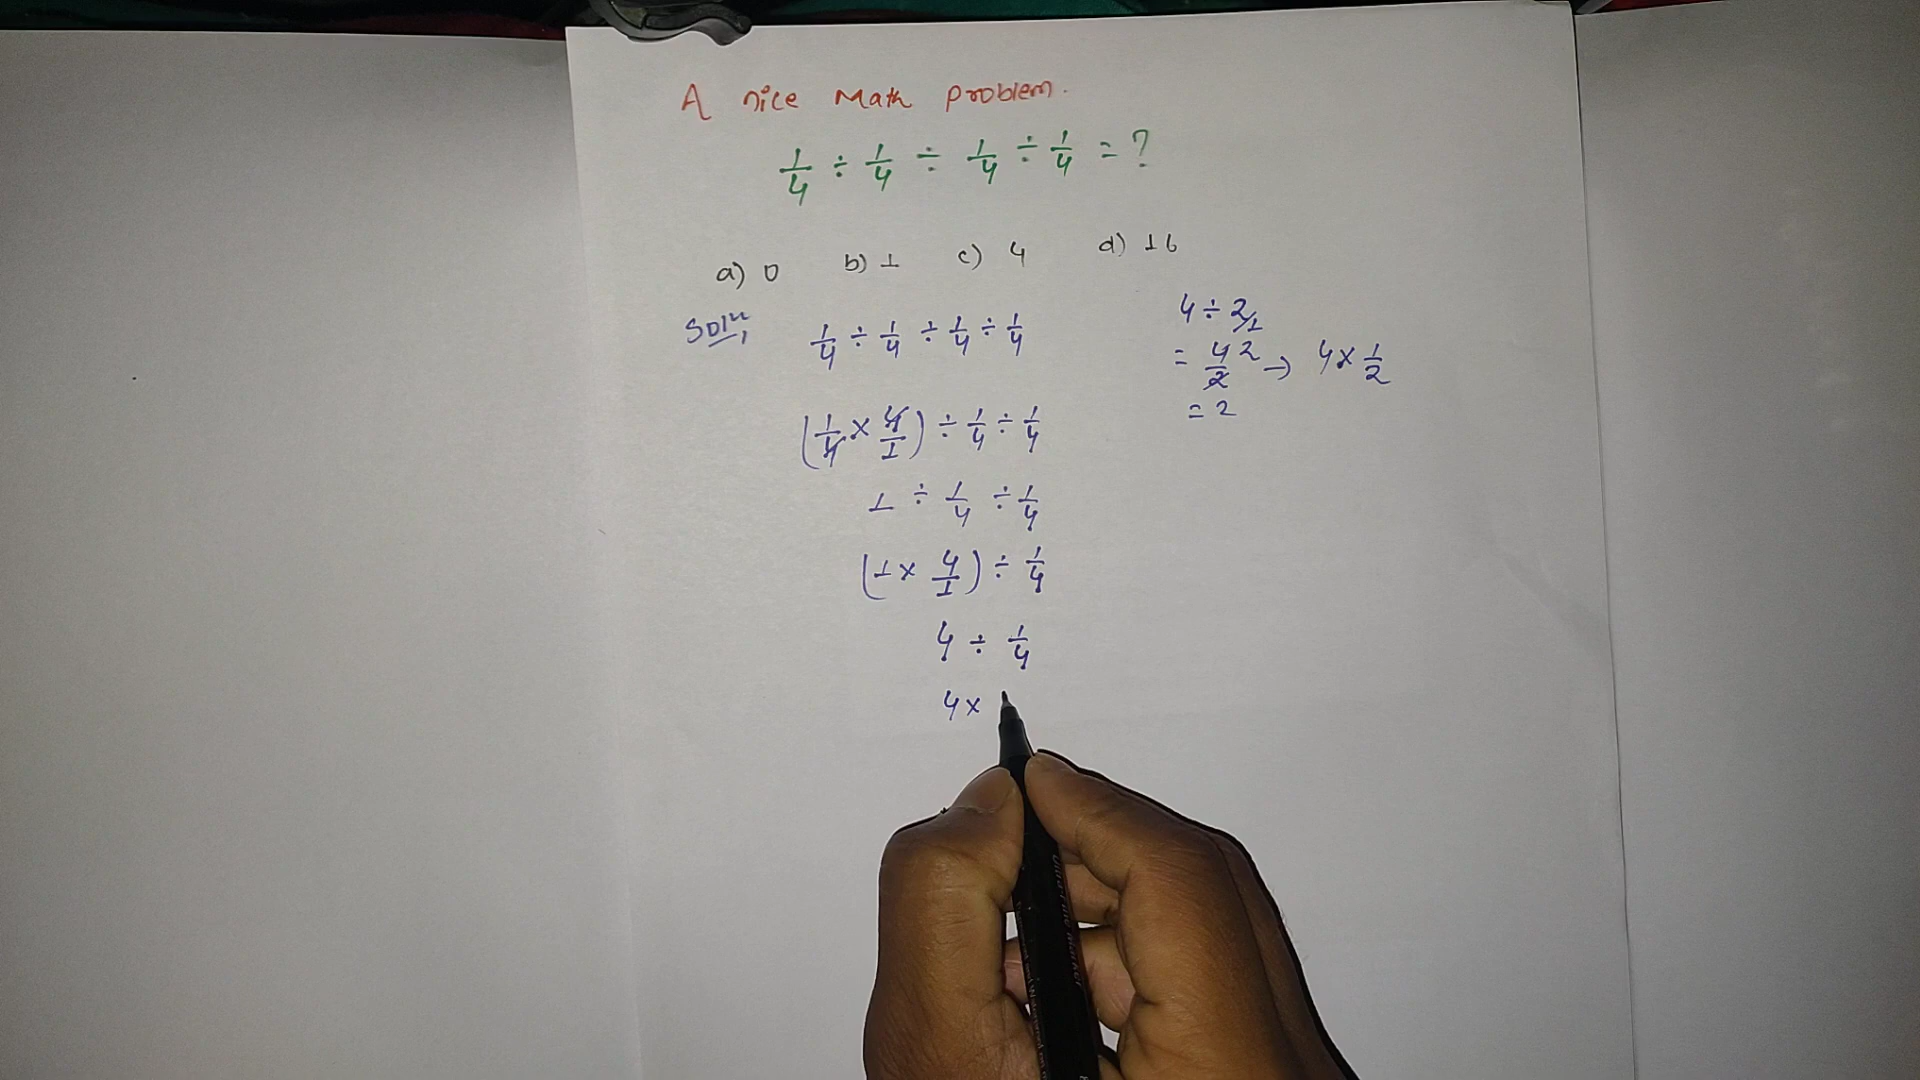 A nice Math problem.
1/4 ÷ 1/4 ÷ 1/4 ÷ 1/4 = ?
a) 0 b) 1 c) 4 d) 16
Solⁿ, 1/4 ÷ 1/4 ÷ 1/4 ÷ 1/4
(1/4 × 4/1) ÷ 1/4 ÷ 1/4
1 ÷ 1/4 ÷ 1/4
(1 × 4/1) ÷ 1/4
4 ÷ 1/4
4 ×
4 ÷ 2/1
= 4/2 2 → 4 × 1/2
= 2